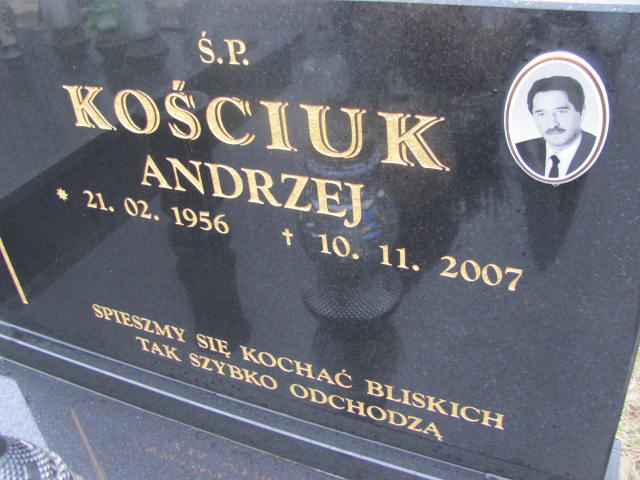 Ś.P.
KOŚCIUK
ANDRZEJ
* 21. 02. 1956 † 10. 11. 2007
SPIESZMY SIĘ KOCHAĆ BLISKICH
TAK SZYBKO ODCHODZĄ